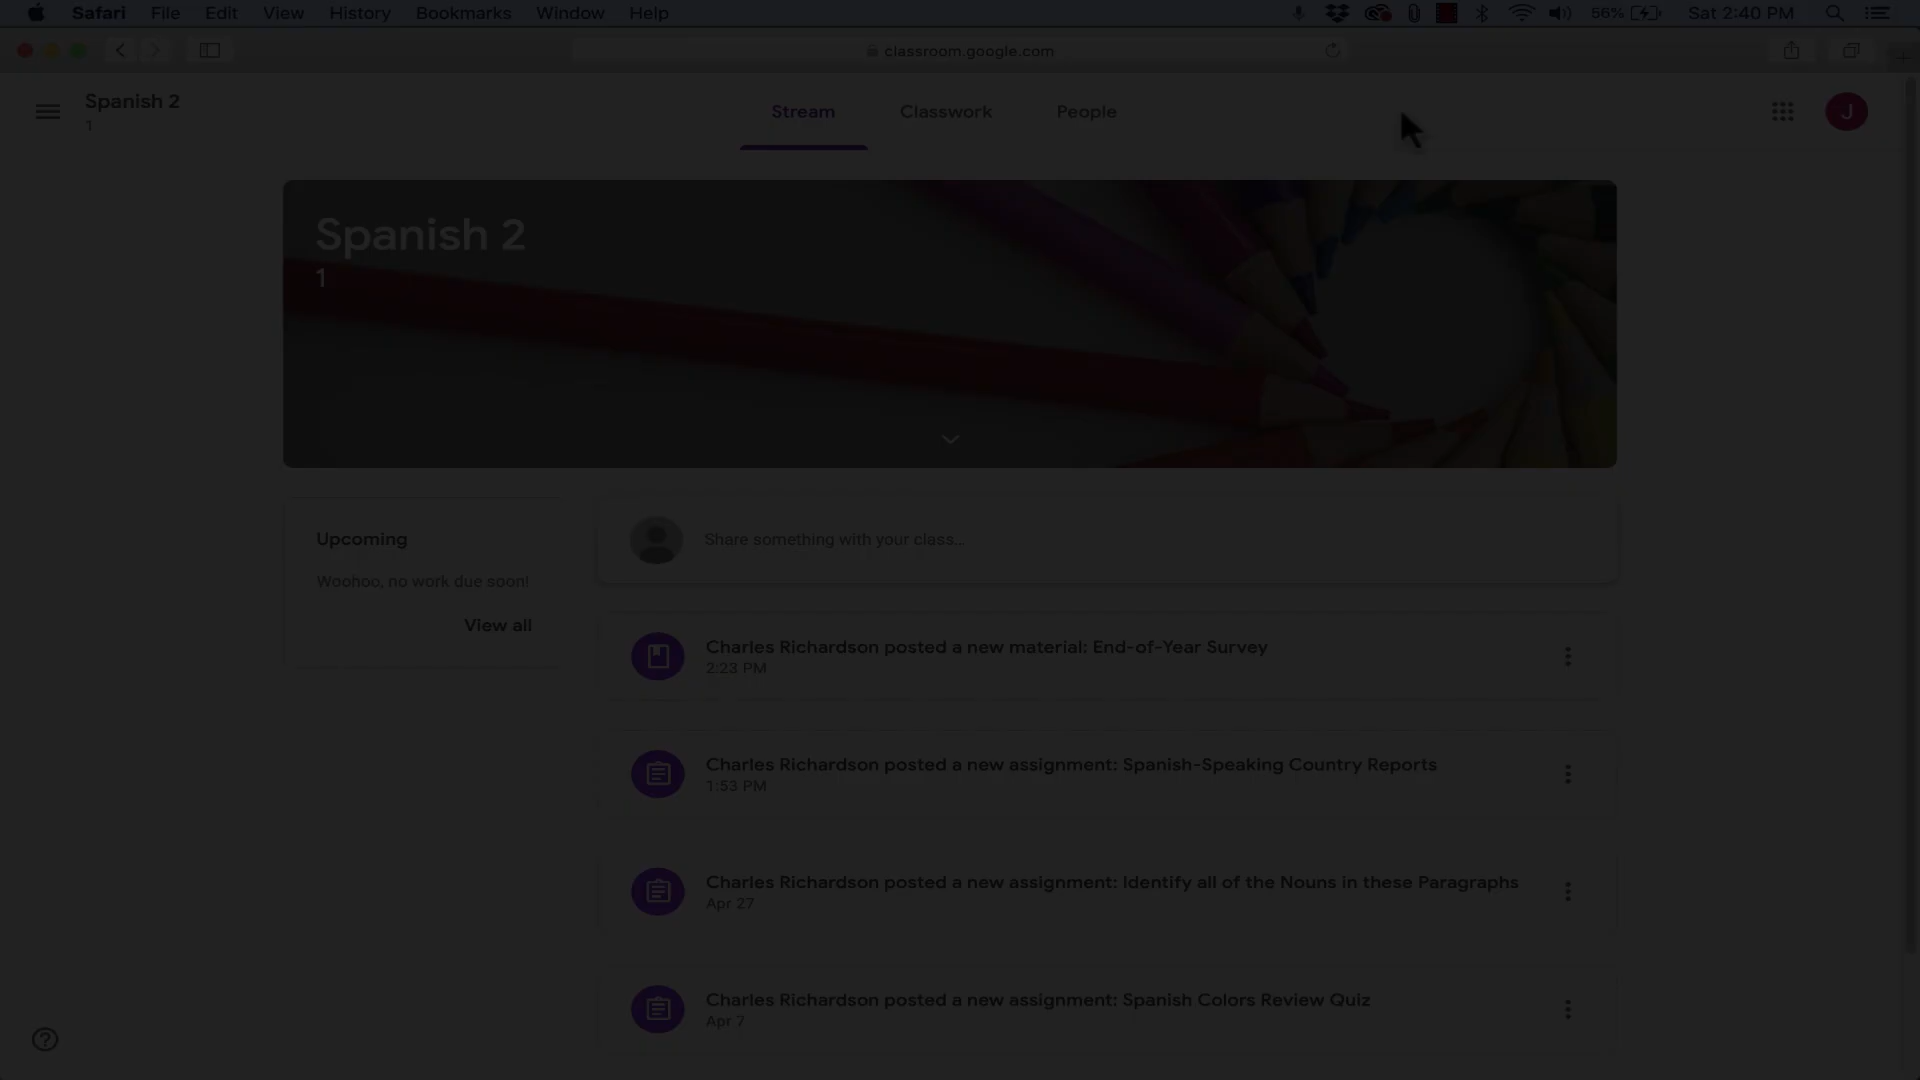 Safari File Edit View History Bookmarks Window Help 56% Sat 2:40 PM
classroom.google.com
Spanish 2
1
Stream Classwork People
J
Spanish 2
1
Upcoming
Woohoo, no work due soon!
View all
Share something with your class...
Charles Richardson posted a new material: End-of-Year Survey
2:23 PM
Charles Richardson posted a new assignment: Spanish-Speaking Country Reports
1:53 PM
Charles Richardson posted a new assignment: Identify all of the Nouns in these Paragraphs
Apr 27
Charles Richardson posted a new assignment: Spanish Colors Review Quiz
Apr 7